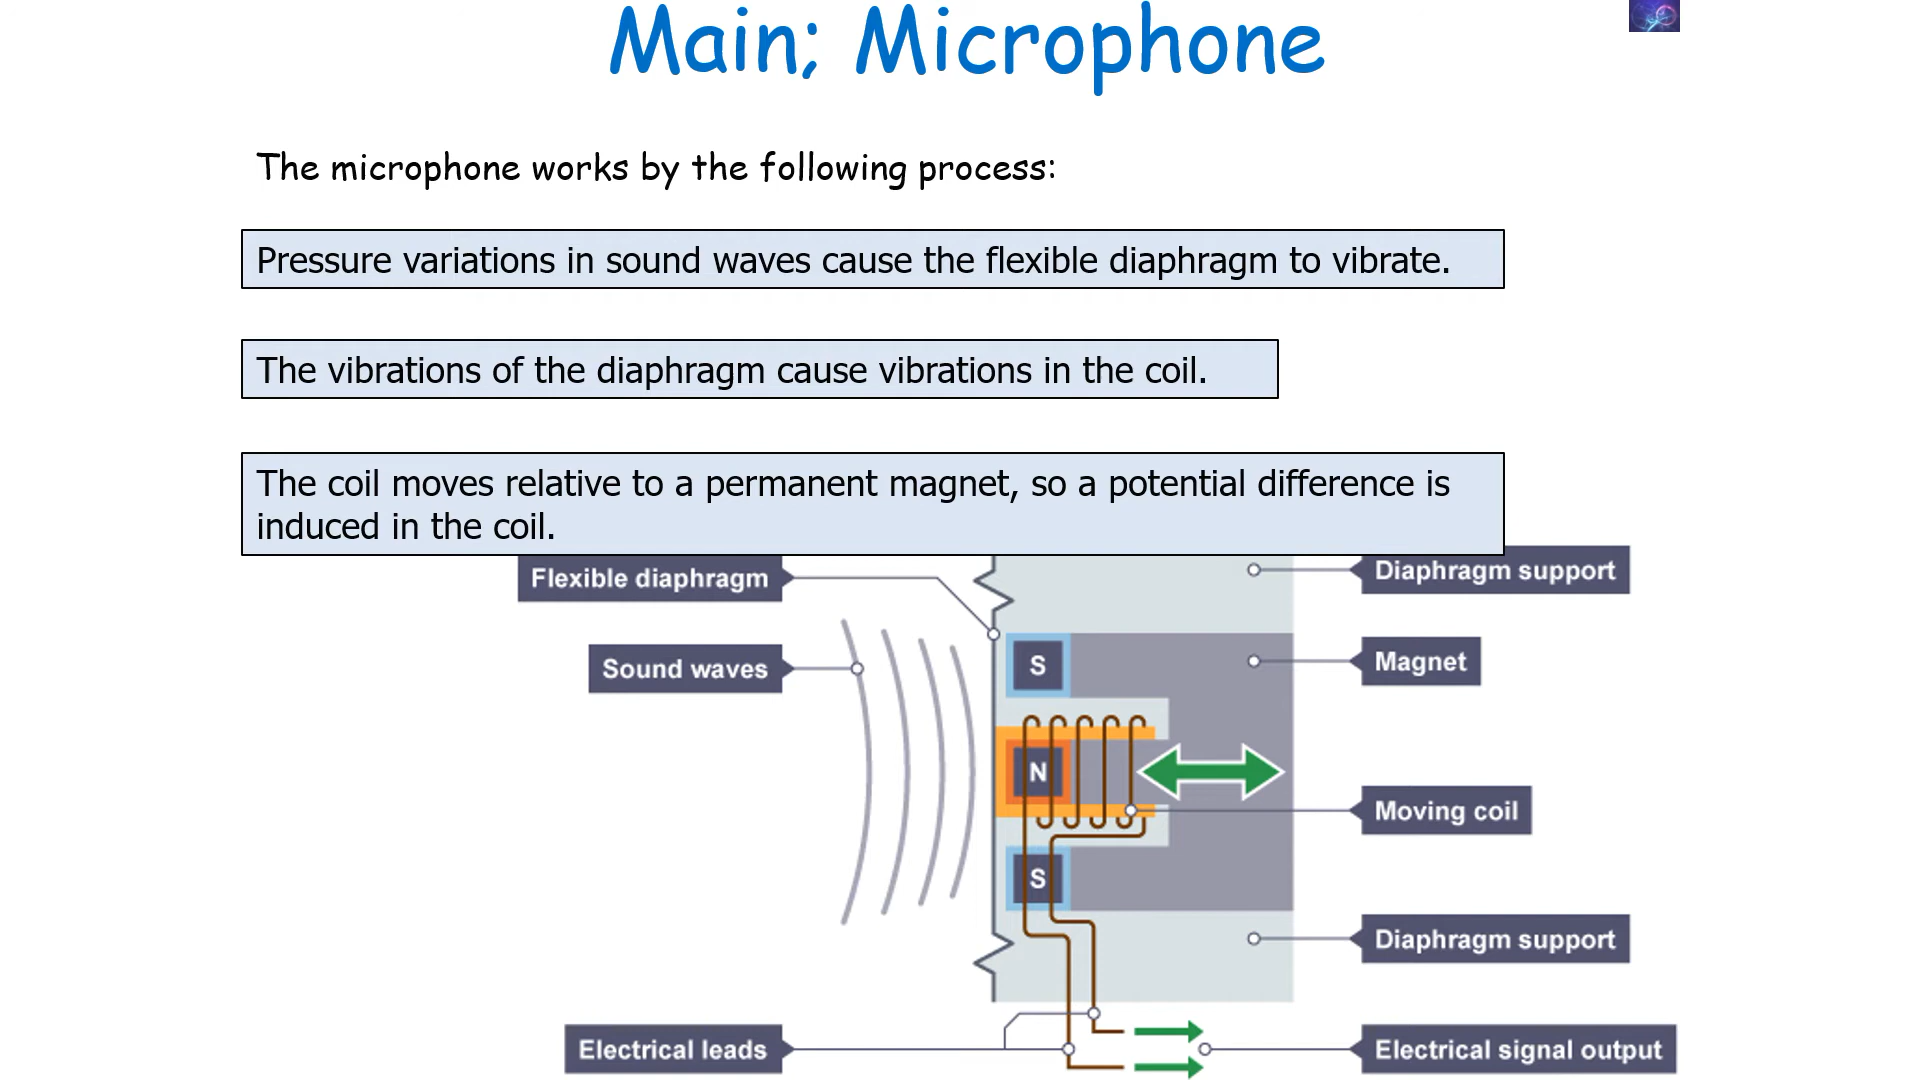 Main; Microphone
The microphone works by the following process:
Pressure variations in sound waves cause the flexible diaphragm to vibrate.
The vibrations of the diaphragm cause vibrations in the coil.
The coil moves relative to a permanent magnet, so a potential difference is
induced in the coil.
Flexible diaphragm
Diaphragm support
Sound waves
S
Magnet
N
Moving coil
S
Diaphragm support
Electrical leads
Electrical signal output